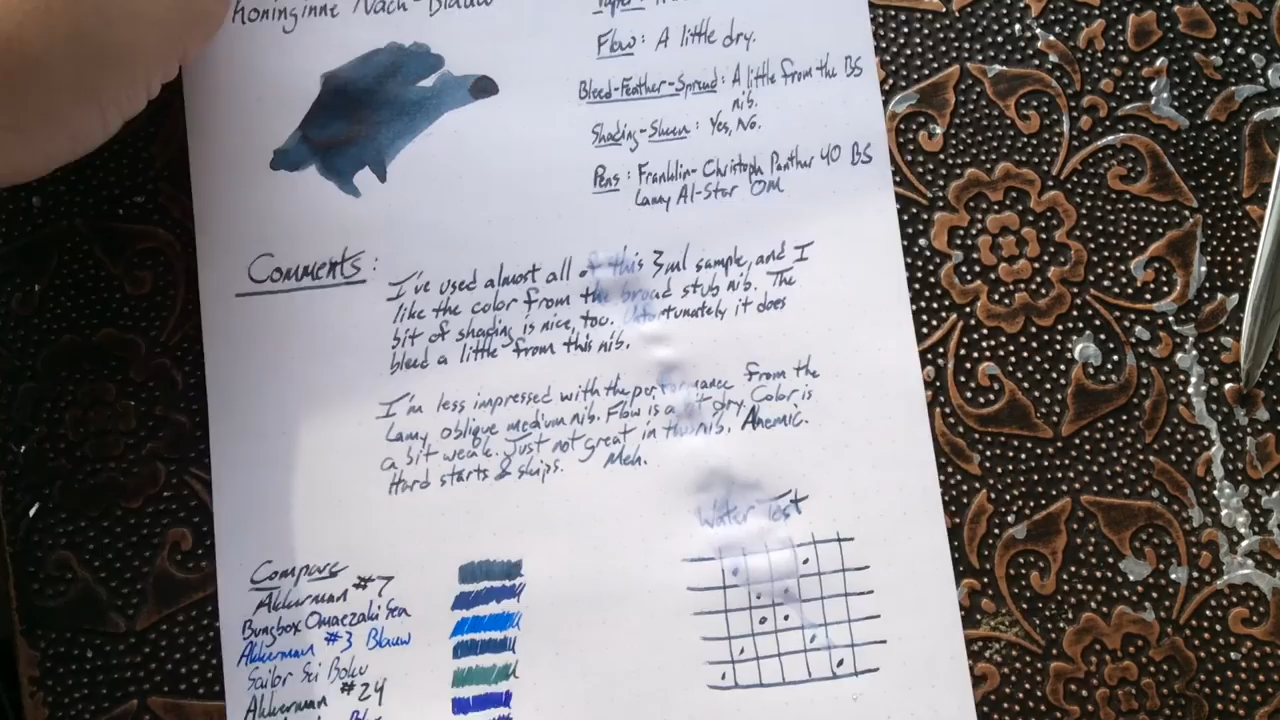 Koninginne Nach-Blauw
Flow: A little dry.
Bleed-Feather-Spread: A little from the BS
nib.
Shading-Sheen: Yes, No.
Pens: Franklin-Christoph Panther 40 BS
Lamy Al-Star OM
Comments:
I've used almost all of this 3ml sample, and I
like the color from the broad stub nib. The
bit of shading is nice, too. Unfortunately it does
bleed a little from this nib.
I'm less impressed with the performance from the
Lamy oblique medium nib. Flow is a bit dry. Color is
a bit weak. Just not great in this nib. Anemic.
Hard starts & skips. Meh.
Water Test
Compare
Akkerman #7
Bungbox Omaezaki Sea
Akkerman #3 Blauw
Sailor Sei Boku
Akkerman #24